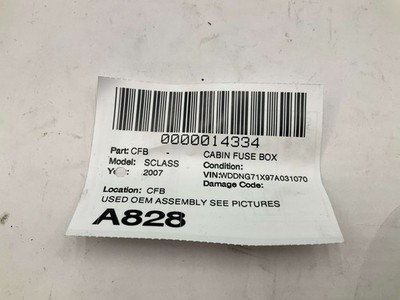 0000014334
Part: CFB CABIN FUSE BOX
Model: SCLASS Condition:
2007 VIN:WDDNG71X97A031070
Damage Code:
Location: CFB
USED OEM ASSEMBLY SEE PICTURES
A828